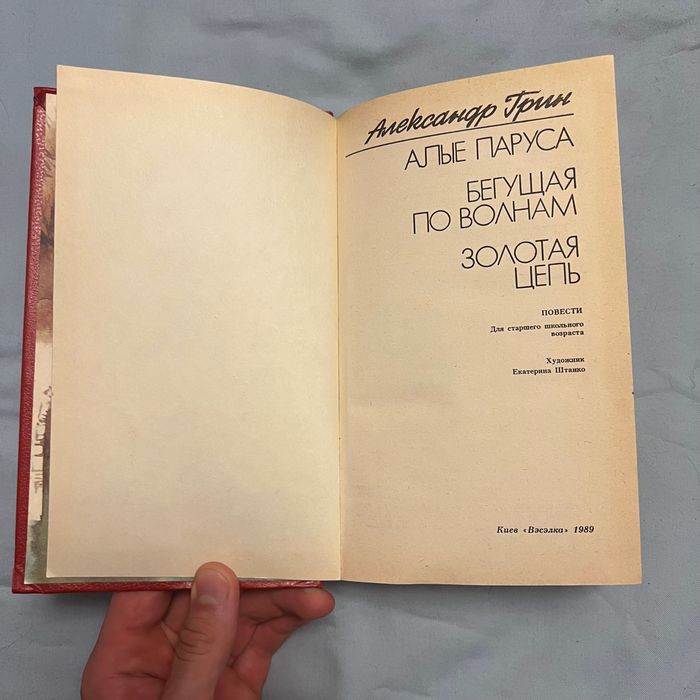 Александр Грин
АЛЫЕ ПАРУСА
БЕГУЩАЯ
ПО ВОЛНАМ
ЗОЛОТАЯ
ЦЕПЬ
ПОВЕСТИ
Для старшего школьного
возраста
Художник
Екатерина Штанко
Киев «Вэсэлка» 1989